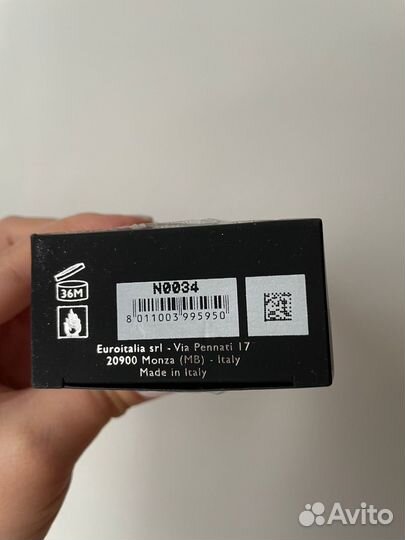 36M
N0034
8 011003 995950
Euroitalia srl - Via Pennati 17
20900 Monza (MB) - Italy
Made in Italy
Avito